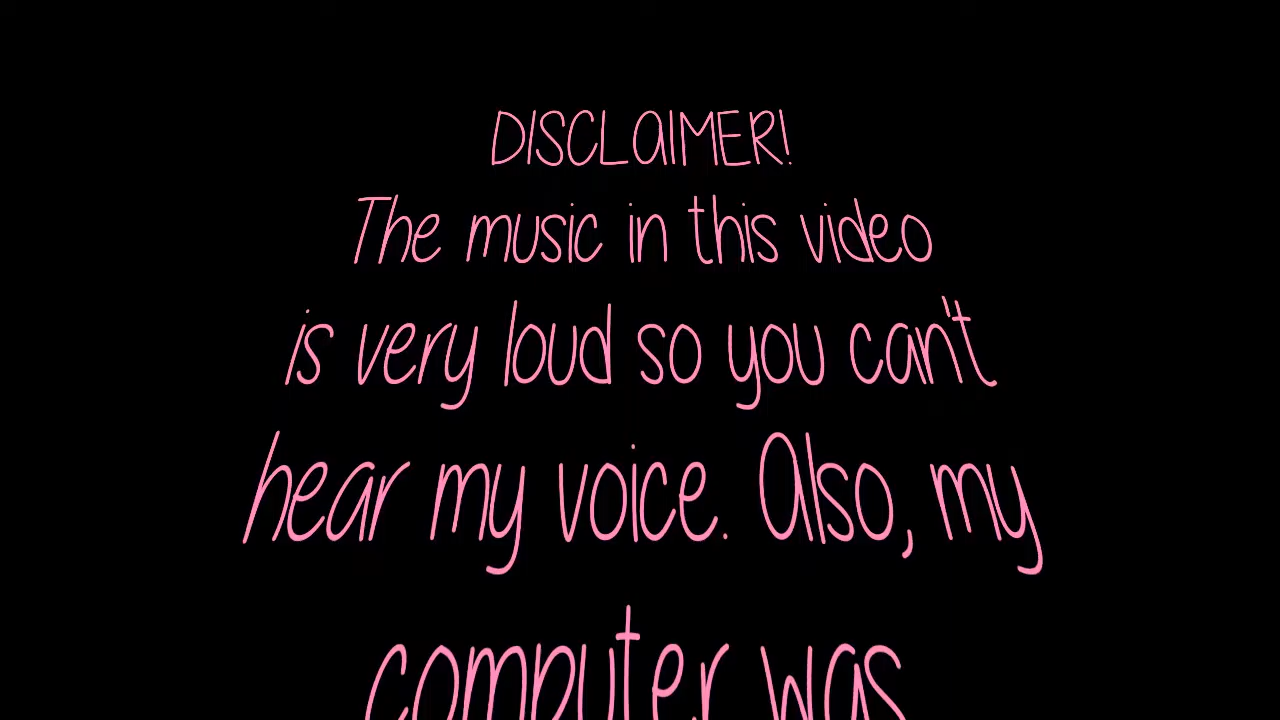 DISCLAIMER!
The music in this video
is very loud so you can't
hear my voice. Also, my
computer was